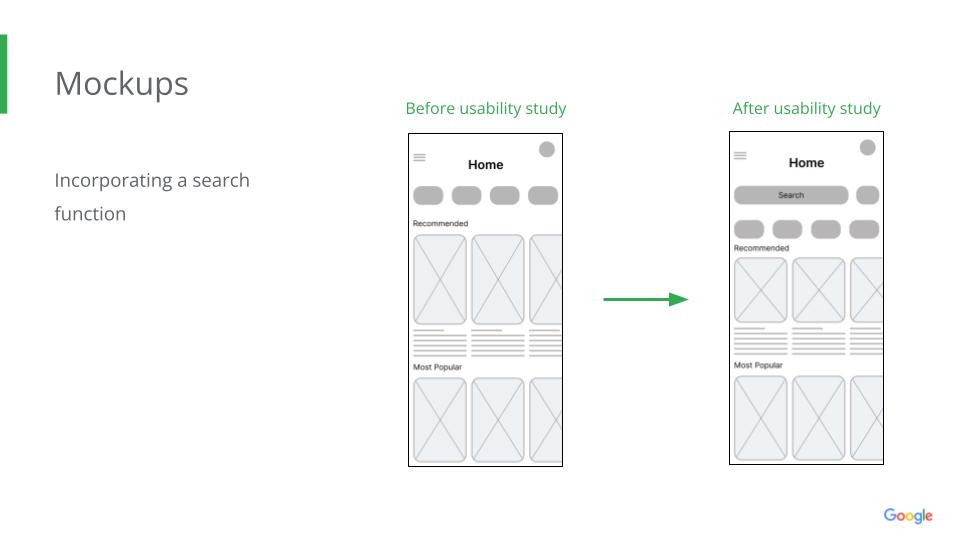 Mockups
Incorporating a search
function
Before usability study
Home
Recommended
Most Popular
After usability study
Home
Search
Recommended
Most Popular
Google